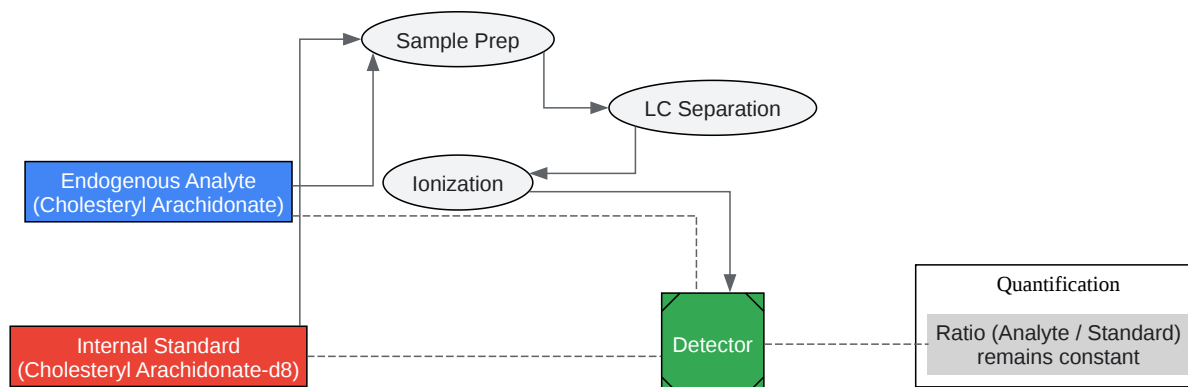 Sample Prep
LC Separation
Endogenous Analyte
(Cholesteryl Arachidonate)
Ionization
Quantification
Internal Standard
(Cholesteryl Arachidonate-d8)
Detector
Ratio (Analyte / Standard)
remains constant